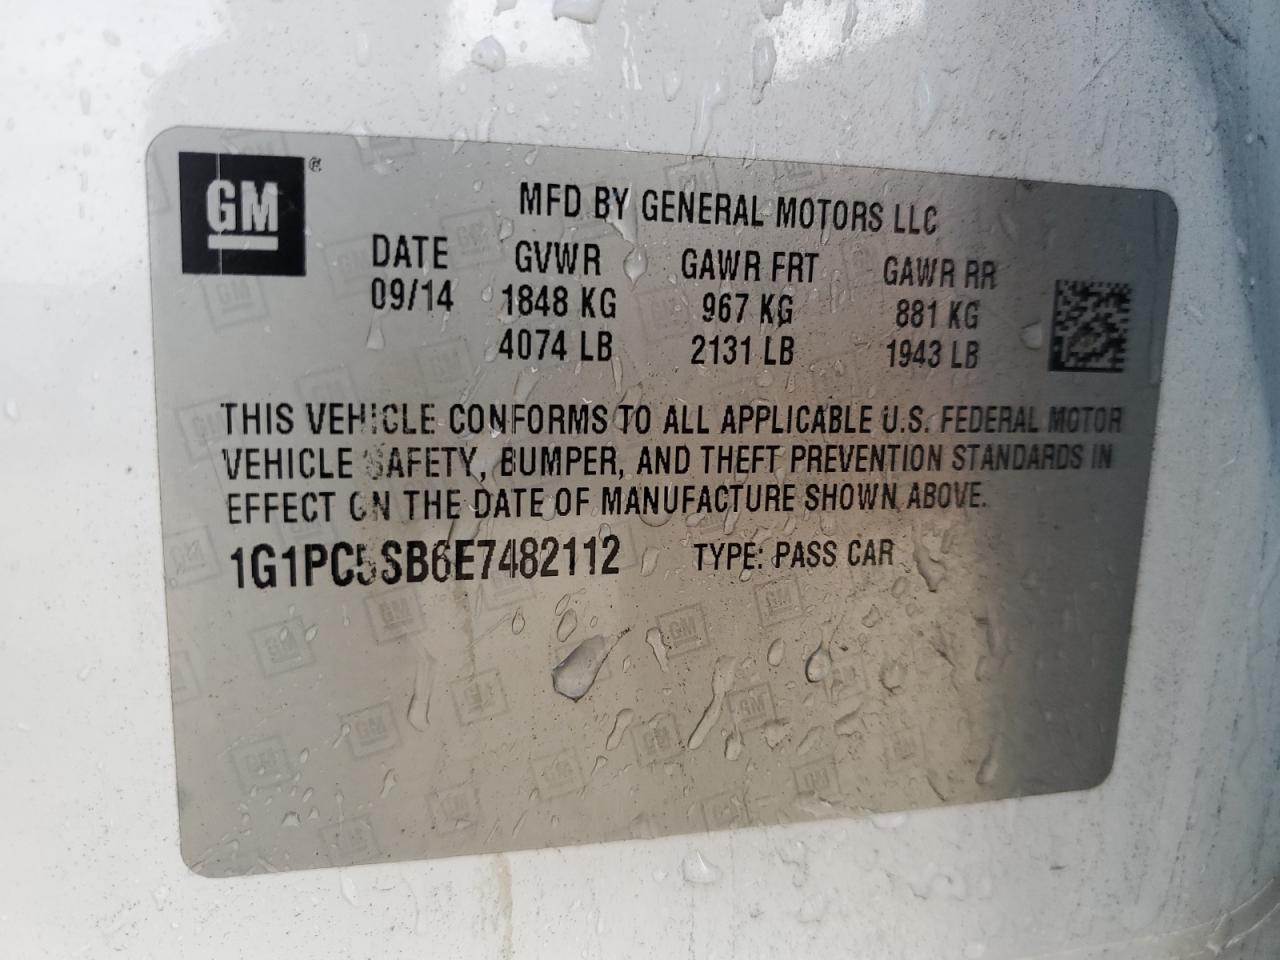 GM®
MFD BY GENERAL MOTORS LLC
DATE GVWR GAWR FRT GAWR RR
09/14 1848 KG 967 KG 881 KG
4074 LB 2131 LB 1943 LB
THIS VEHICLE CONFORMS TO ALL APPLICABLE U.S. FEDERAL MOTOR
VEHICLE SAFETY, BUMPER, AND THEFT PREVENTION STANDARDS IN
EFFECT ON THE DATE OF MANUFACTURE SHOWN ABOVE.
1G1PC5SB6E7482112 TYPE: PASS CAR